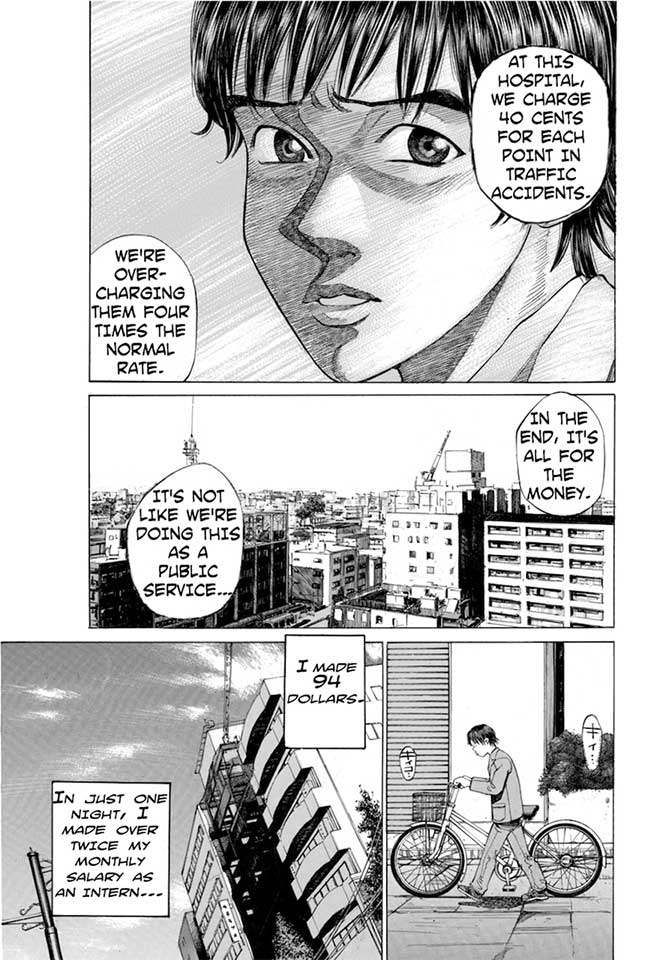 AT THIS
HOSPITAL,
WE CHARGE
40 CENTS
FOR EACH
POINT IN
TRAFFIC
ACCIDENTS.
WE'RE
OVER-
CHARGING
THEM FOUR
TIMES THE
NORMAL
RATE.
IN THE
END, IT'S
ALL FOR
THE
MONEY.
IT'S NOT
LIKE WE'RE
DOING THIS
AS A
PUBLIC
SERVICE...
キィ…
キィコ…
I MADE
94
DOLLARS.
IN JUST ONE
NIGHT, I
MADE OVER
TWICE MY
MONTHLY
SALARY AS
AN INTERN---